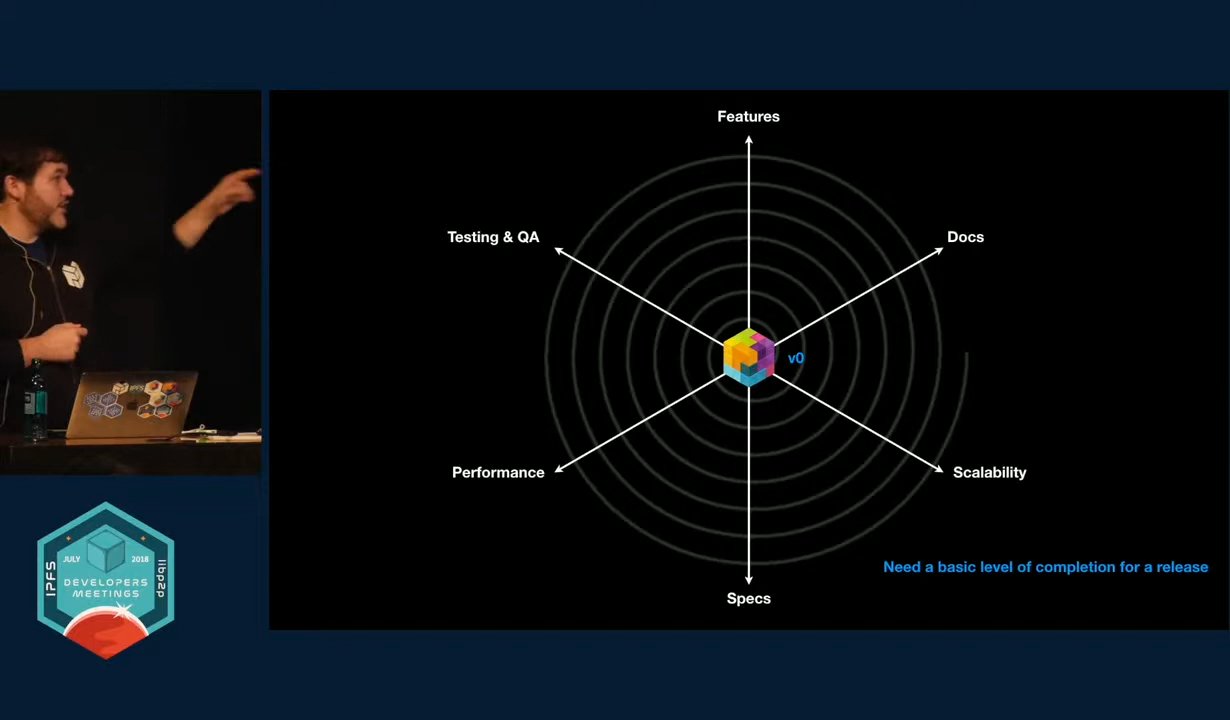 Features
Testing & QA
Docs
v0
Performance
Scalability
Need a basic level of completion for a release
Specs
IPFS
JULY
2018
libp2p
DEVELOPERS
MEETINGS
IPFS